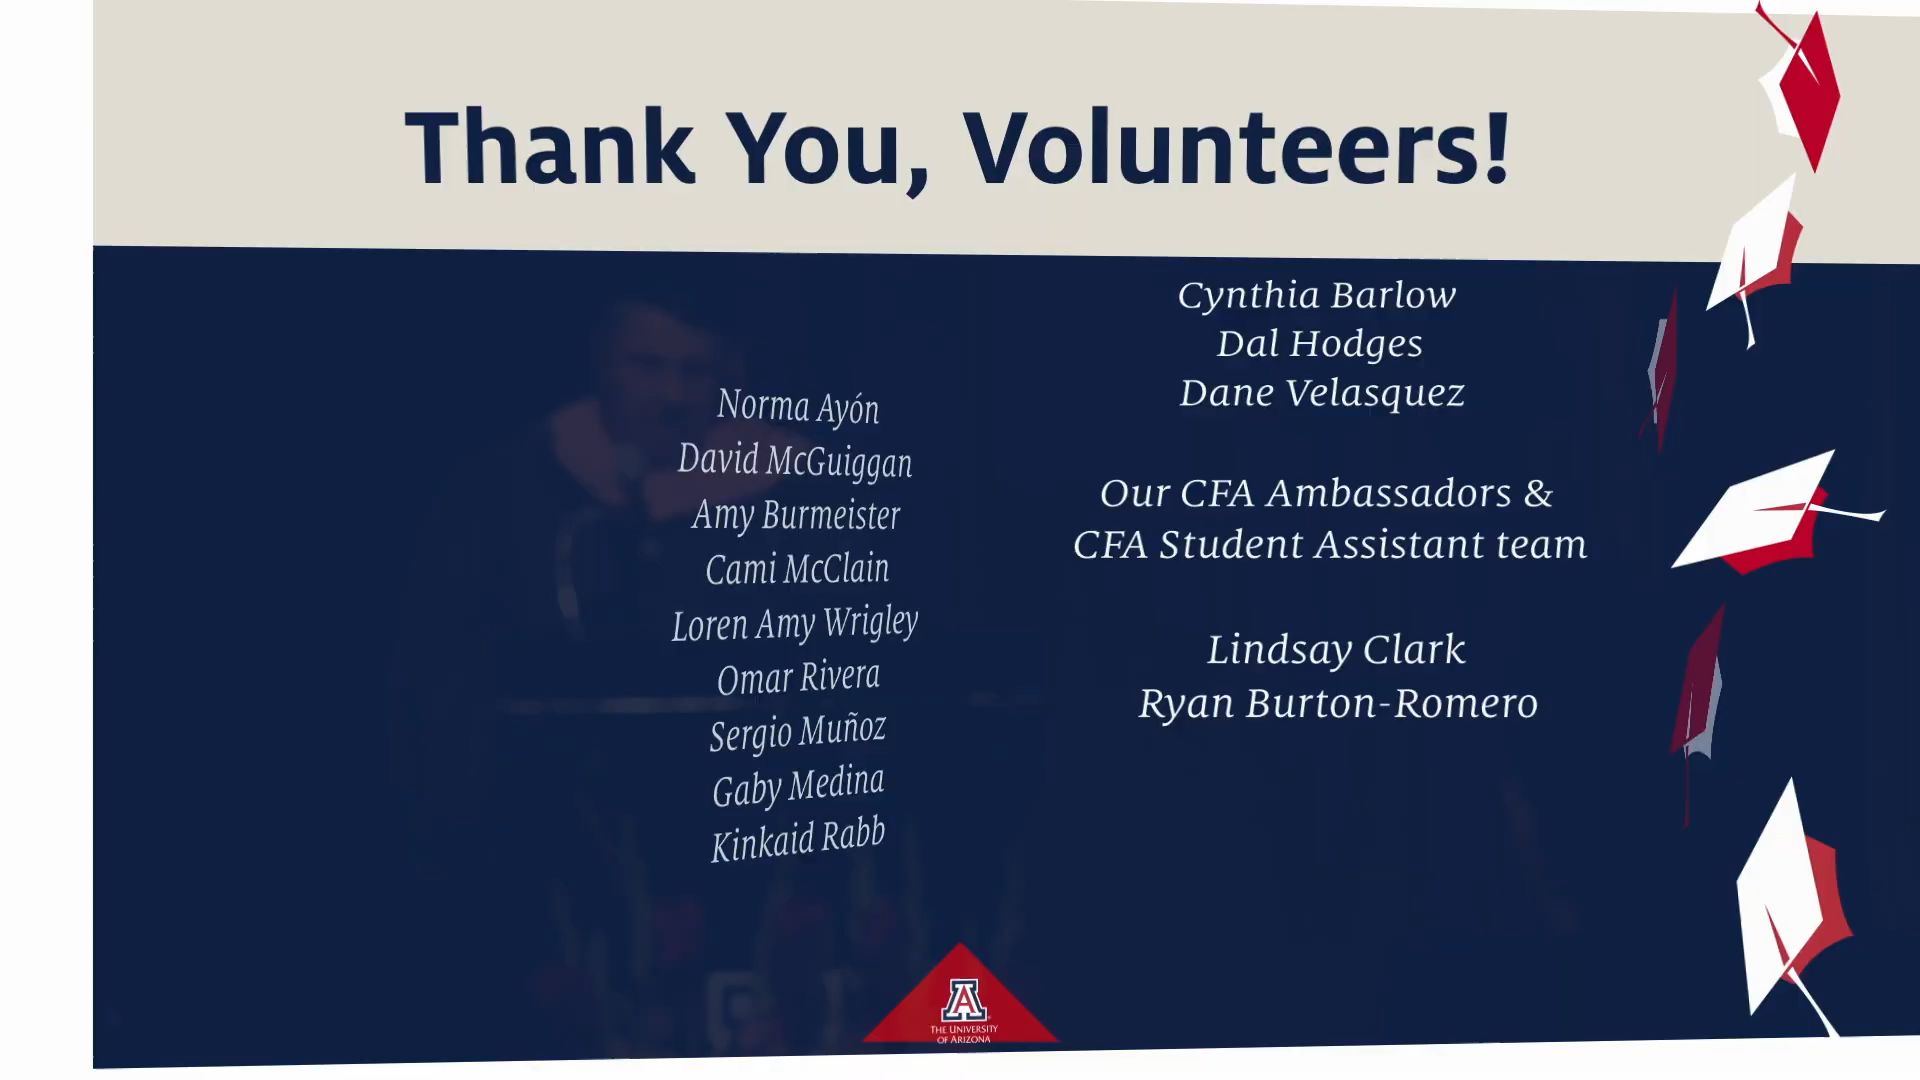 Thank You, Volunteers!
Norma Ayón
David McGuiggan
Amy Burmeister
Cami McClain
Loren Amy Wrigley
Omar Rivera
Sergio Muñoz
Gaby Medina
Kinkaid Rabb
Cynthia Barlow
Dal Hodges
Dane Velasquez
Our CFA Ambassadors &
CFA Student Assistant team
Lindsay Clark
Ryan Burton-Romero
A
THE UNIVERSITY
OF ARIZONA